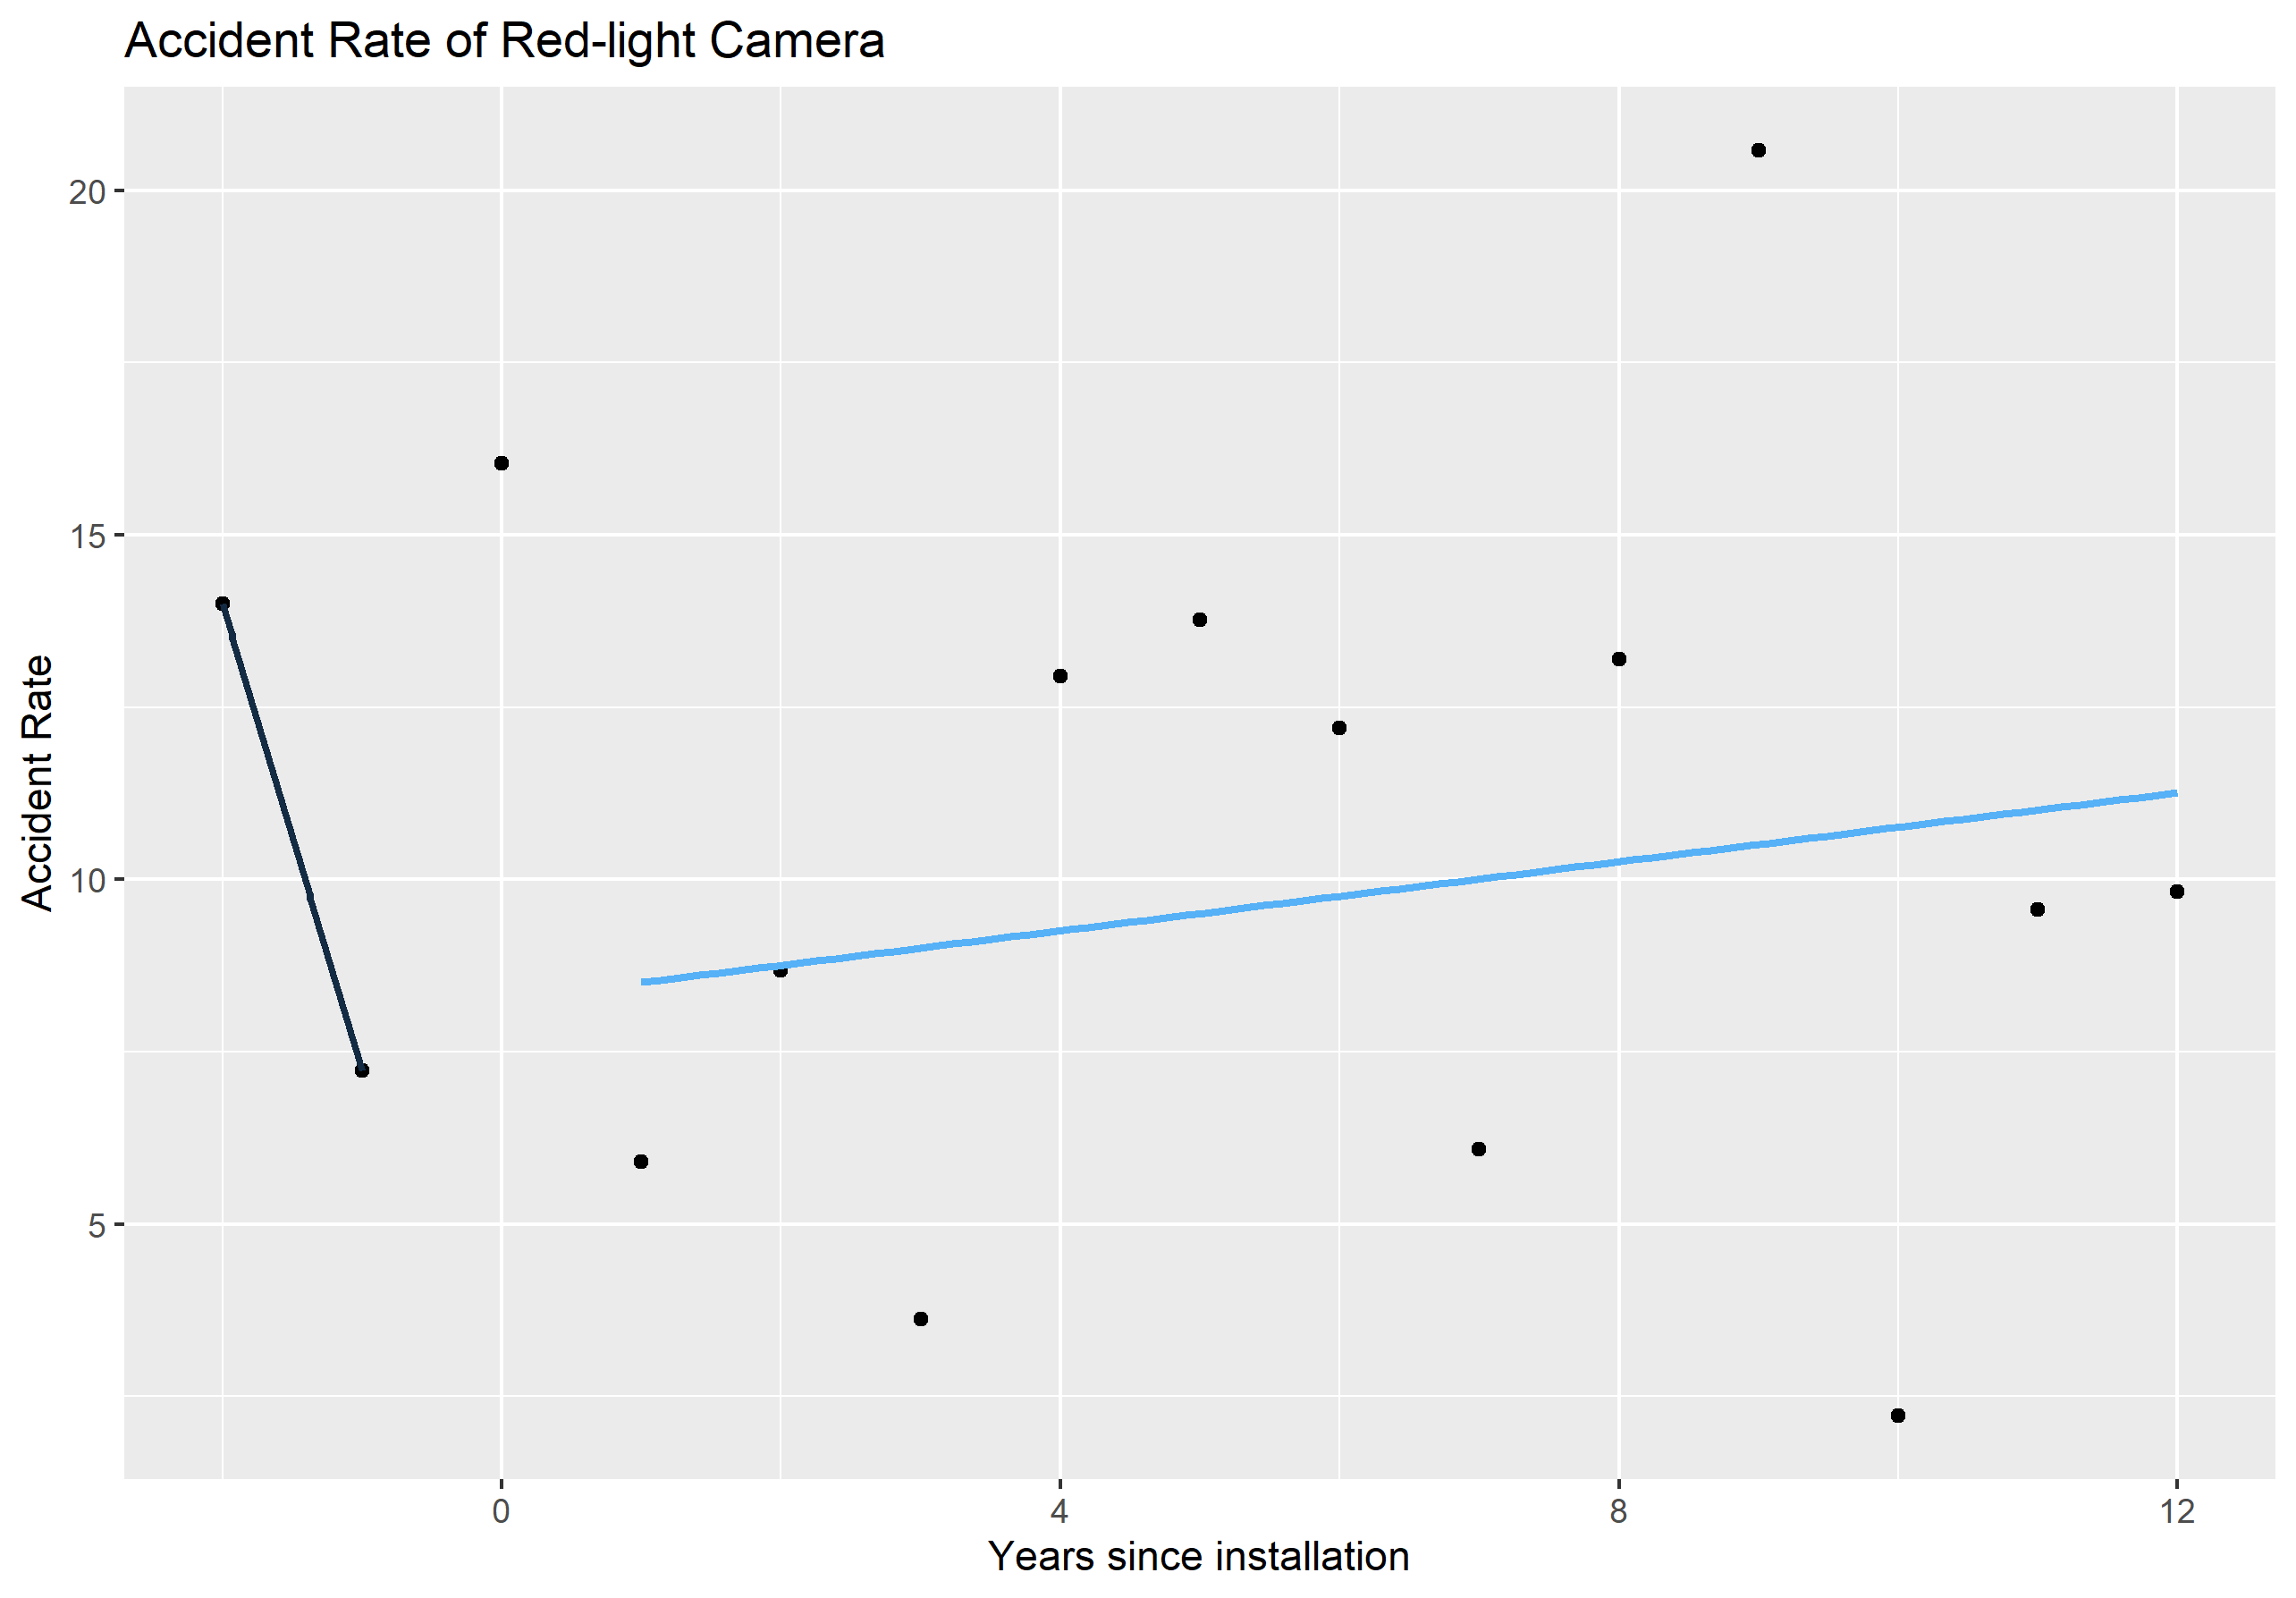 Accident Rate of Red-light Camera
20
15
10
5
Accident Rate
0 4 8 12
Years since installation